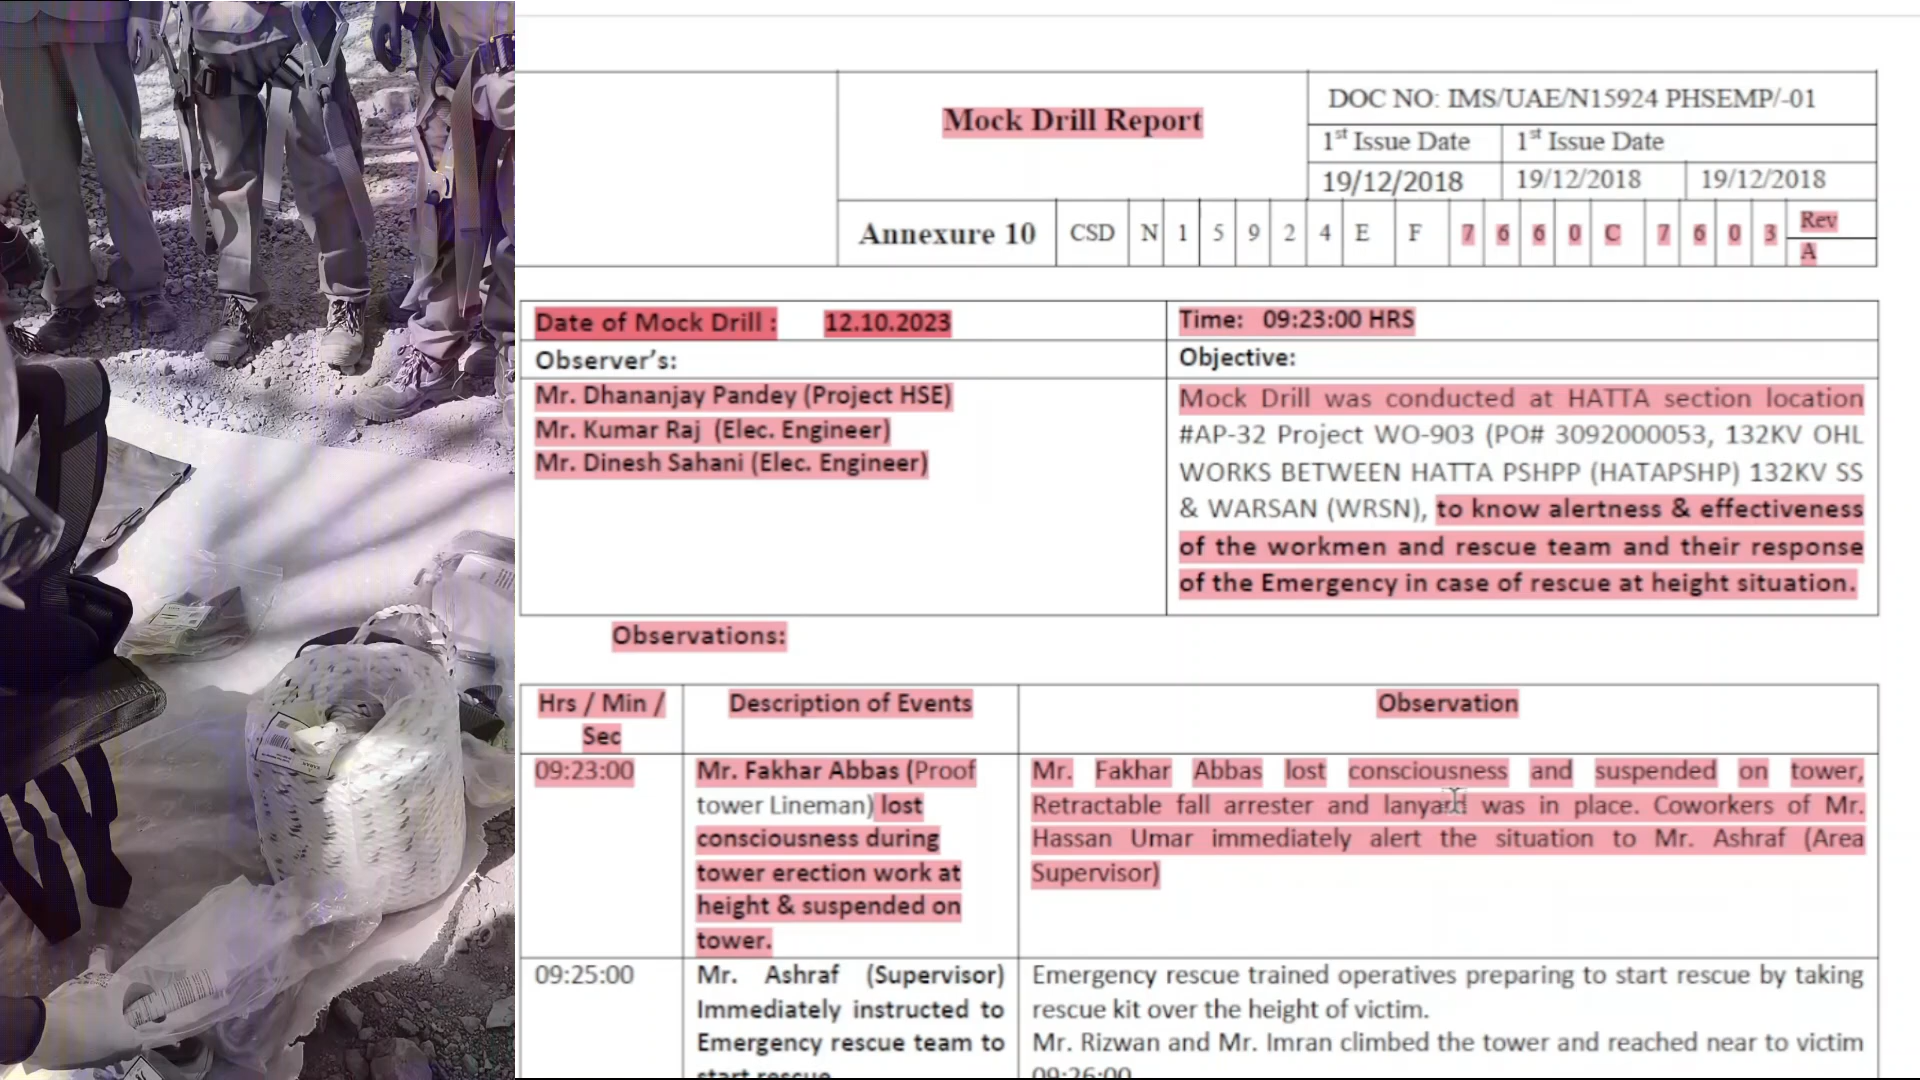 Mock Drill Report
DOC NO: IMS/UAE/N15924 PHSEMP/-01
1st Issue Date 1st Issue Date
19/12/2018 19/12/2018 19/12/2018
Annexure 10 CSD N 1 5 9 2 4 E F 7 6 6 0 C 7 6 0 3 Rev
A
Date of Mock Drill : 12.10.2023
Time: 09:23:00 HRS
Observer's:
Objective:
Mr. Dhananjay Pandey (Project HSE)
Mr. Kumar Raj (Elec. Engineer)
Mr. Dinesh Sahani (Elec. Engineer)
Mock Drill was conducted at HATTA section location
#AP-32 Project WO-903 (PO# 3092000053, 132KV OHL
WORKS BETWEEN HATTA PSHPP (HATAPSHP) 132KV SS
& WARSAN (WRSN), to know alertness & effectiveness
of the workmen and rescue team and their response
of the Emergency in case of rescue at height situation.
Observations:
Hrs / Min /
Sec
Description of Events
Observation
09:23:00
Mr. Fakhar Abbas (Proof
tower Lineman) lost
consciousness during
tower erection work at
height & suspended on
tower.
Mr. Fakhar Abbas lost consciousness and suspended on tower,
Retractable fall arrester and lanyard was in place. Coworkers of Mr.
Hassan Umar immediately alert the situation to Mr. Ashraf (Area
Supervisor)
09:25:00
Mr. Ashraf (Supervisor)
Immediately instructed to
Emergency rescue team to
start rescue
Emergency rescue trained operatives preparing to start rescue by taking
rescue kit over the height of victim.
Mr. Rizwan and Mr. Imran climbed the tower and reached near to victim
09:26:00